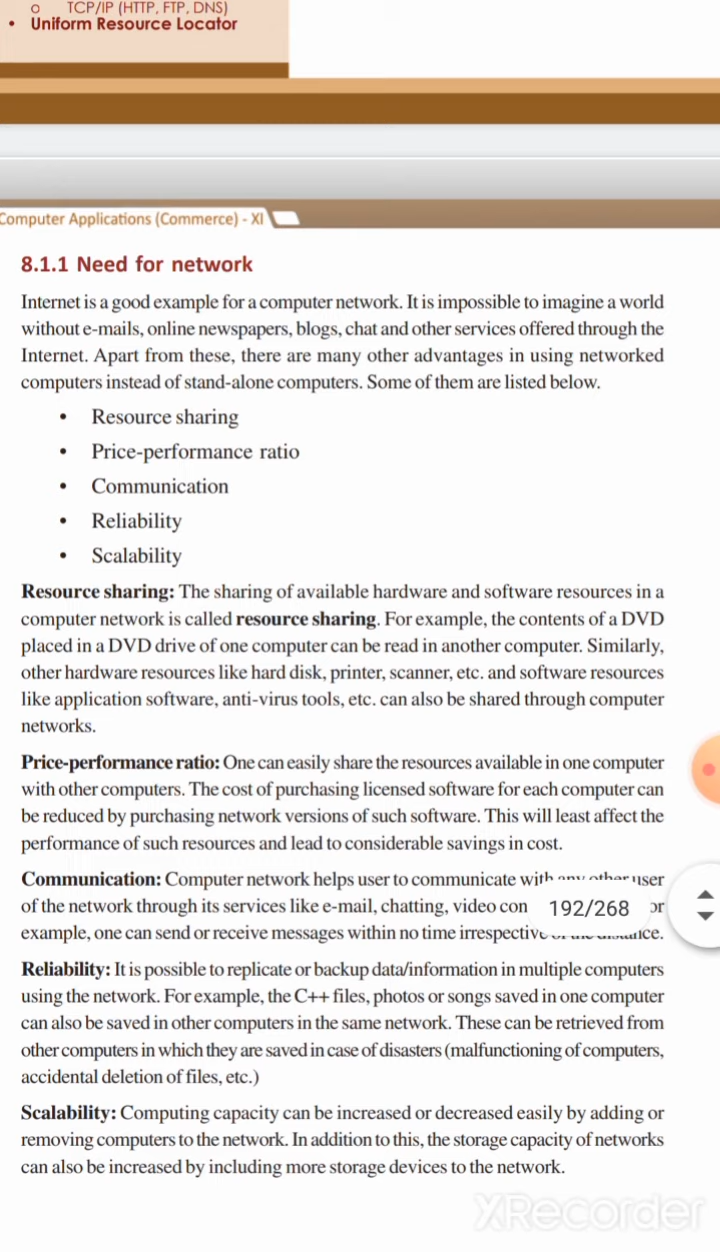 o TCP/IP (HTTP, FTP, DNS)
• Uniform Resource Locator
Computer Applications (Commerce) - XI
8.1.1 Need for network
Internet is a good example for a computer network. It is impossible to imagine a world
without e-mails, online newspapers, blogs, chat and other services offered through the
Internet. Apart from these, there are many other advantages in using networked
computers instead of stand-alone computers. Some of them are listed below.
• Resource sharing
• Price-performance ratio
• Communication
• Reliability
• Scalability
Resource sharing: The sharing of available hardware and software resources in a
computer network is called resource sharing. For example, the contents of a DVD
placed in a DVD drive of one computer can be read in another computer. Similarly,
other hardware resources like hard disk, printer, scanner, etc. and software resources
like application software, anti-virus tools, etc. can also be shared through computer
networks.
Price-performance ratio: One can easily share the resources available in one computer
with other computers. The cost of purchasing licensed software for each computer can
be reduced by purchasing network versions of such software. This will least affect the
performance of such resources and lead to considerable savings in cost.
Communication: Computer network helps user to communicate with any other user
of the network through its services like e-mail, chatting, video con 192/268 or
example, one can send or receive messages within no time irrespective of the distance.
Reliability: It is possible to replicate or backup data/information in multiple computers
using the network. For example, the C++ files, photos or songs saved in one computer
can also be saved in other computers in the same network. These can be retrieved from
other computers in which they are saved in case of disasters (malfunctioning of computers,
accidental deletion of files, etc.)
Scalability: Computing capacity can be increased or decreased easily by adding or
removing computers to the network. In addition to this, the storage capacity of networks
can also be increased by including more storage devices to the network.
XRecorder